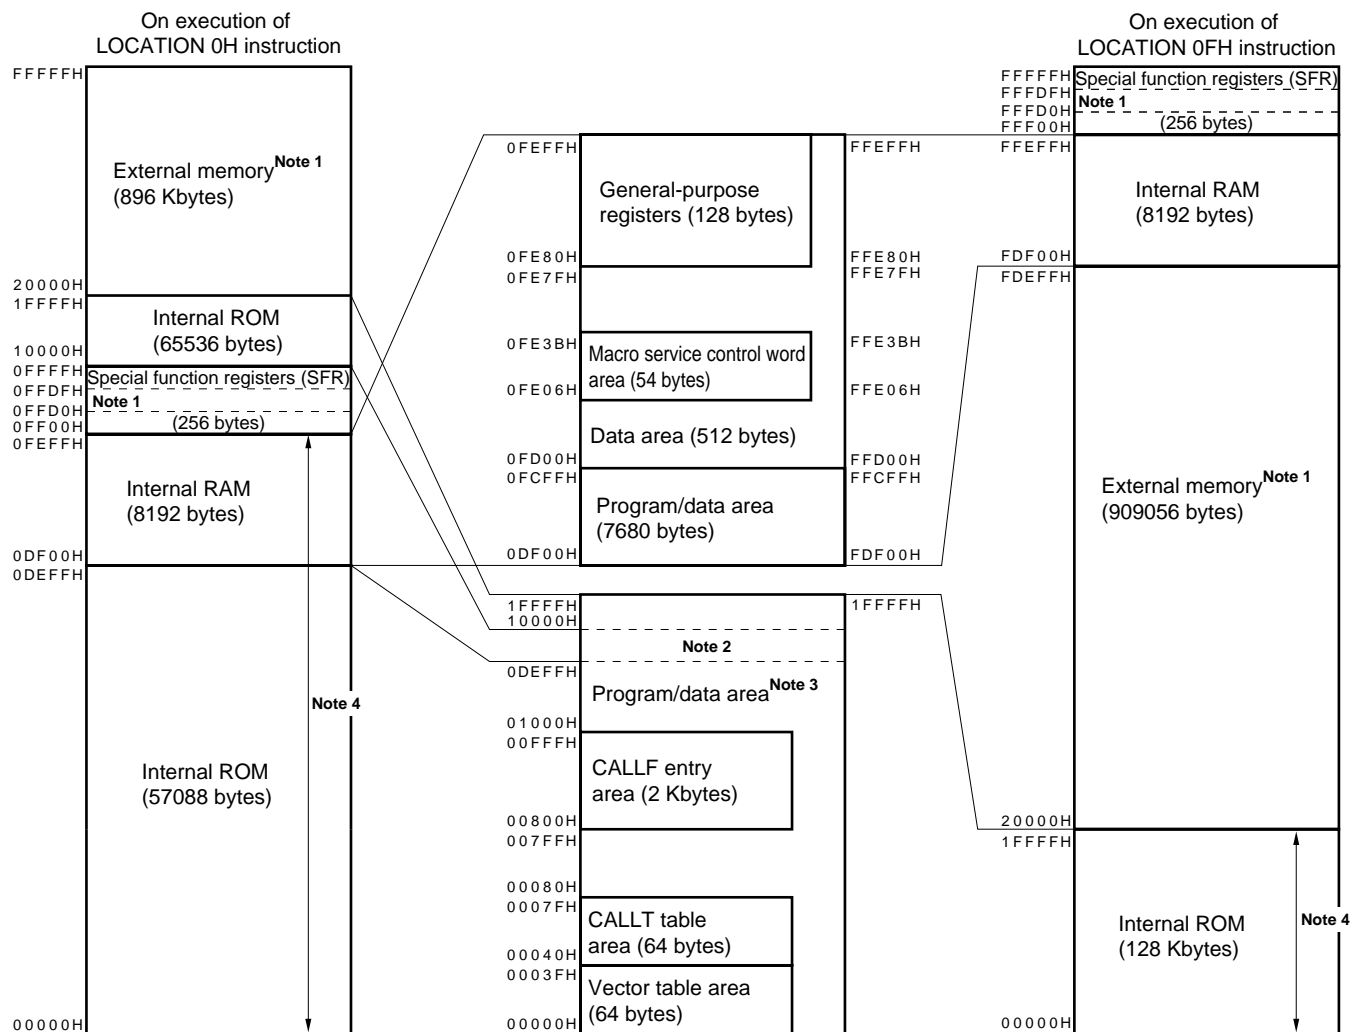 On execution of
LOCATION 0H instruction
FFFFFH
External memory Note 1
(896 Kbytes)
20000H
1FFFFH
Internal ROM
(65536 bytes)
10000H
0FFFFH
Special function registers (SFR)
0FFDFH
Note 1
0FFD0H
0FF00H
(256 bytes)
0FEFFH
Internal RAM
(8192 bytes)
0DF00H
0DEFFH
Note 4
Internal ROM
(57088 bytes)
00000H
0FEFFH
FFEFFH
General-purpose
registers (128 bytes)
0FE80H
FFE80H
0FE7FH
FFE7FH
0FE3BH
FFE3BH
Macro service control word
area (54 bytes)
0FE06H
FFE06H
Data area (512 bytes)
0FD00H
FFD00H
0FCFFH
FFCFFH
Program/data area
(7680 bytes)
0DF00H
FDF00H
1FFFFH
1FFFFH
10000H
Note 2
0DEFFH
Program/data area Note 3
01000H
00FFFH
CALLF entry
area (2 Kbytes)
00800H
007FFH
00080H
0007FH
CALLT table
area (64 bytes)
00040H
0003FH
Vector table area
(64 bytes)
00000H
On execution of
LOCATION 0FH instruction
FFFFFH
Special function registers (SFR)
FFFDFH
Note 1
FFFD0H
FFF00H
(256 bytes)
FFEFFH
Internal RAM
(8192 bytes)
FDF00H
FDEFFH
External memory Note 1
(909056 bytes)
20000H
1FFFFH
Internal ROM
(128 Kbytes)
Note 4
00000H